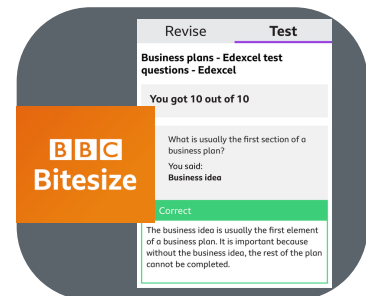 Revise Test
Business plans - Edexcel test
questions - Edexcel
You got 10 out of 10
BBC
Bitesize
What is usually the first section of a
business plan?
You said:
Business idea
Correct
The business idea is usually the first element
of a business plan. It is important because
without the business idea, the rest of the plan
cannot be completed.